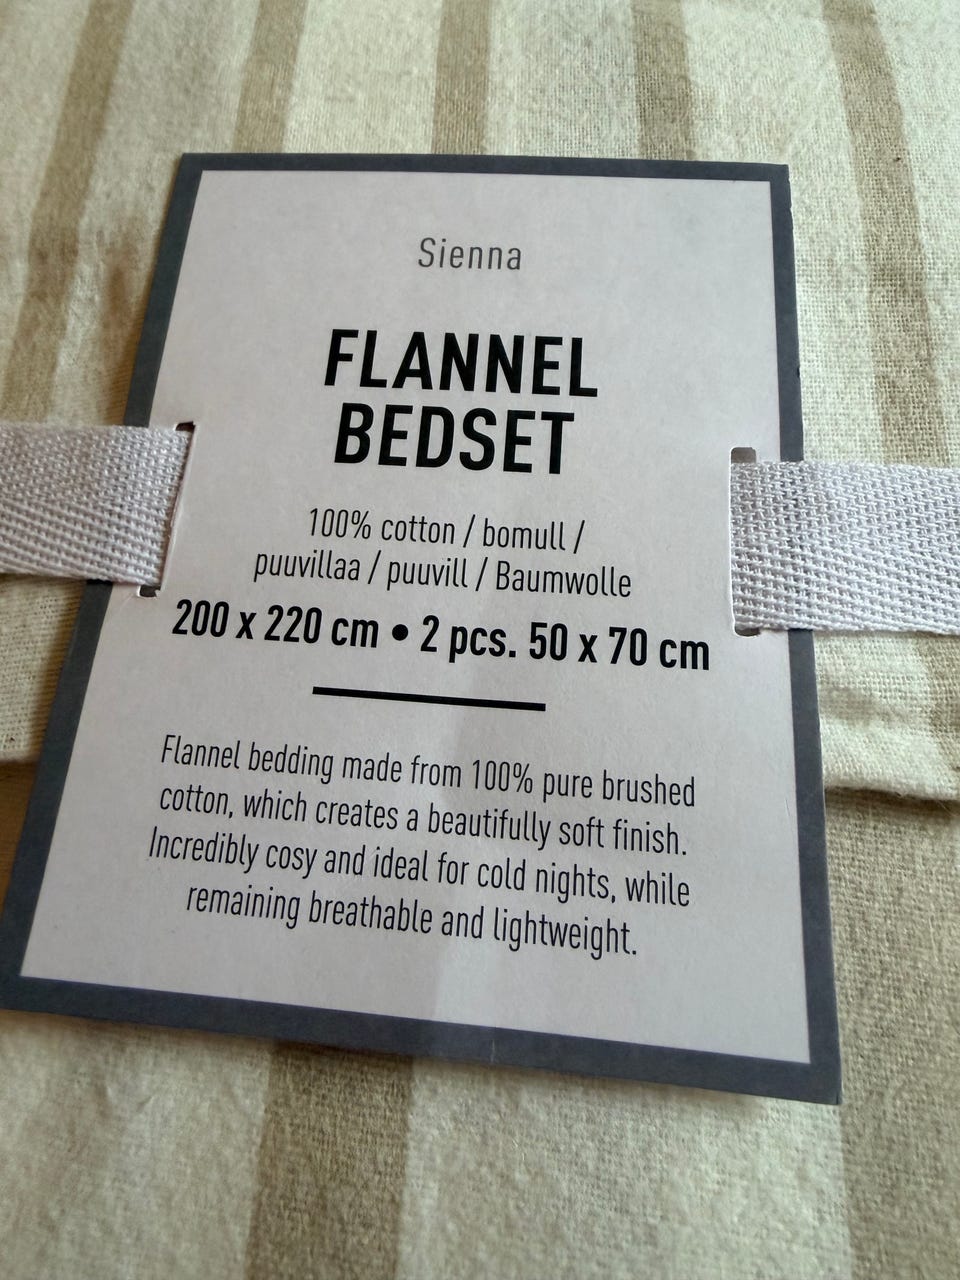 Sienna
FLANNEL
BEDSET
100% cotton / bomull /
puuvillaa / puuvill / Baumwolle
200 x 220 cm • 2 pcs. 50 x 70 cm
Flannel bedding made from 100% pure brushed
cotton, which creates a beautifully soft finish.
Incredibly cosy and ideal for cold nights, while
remaining breathable and lightweight.